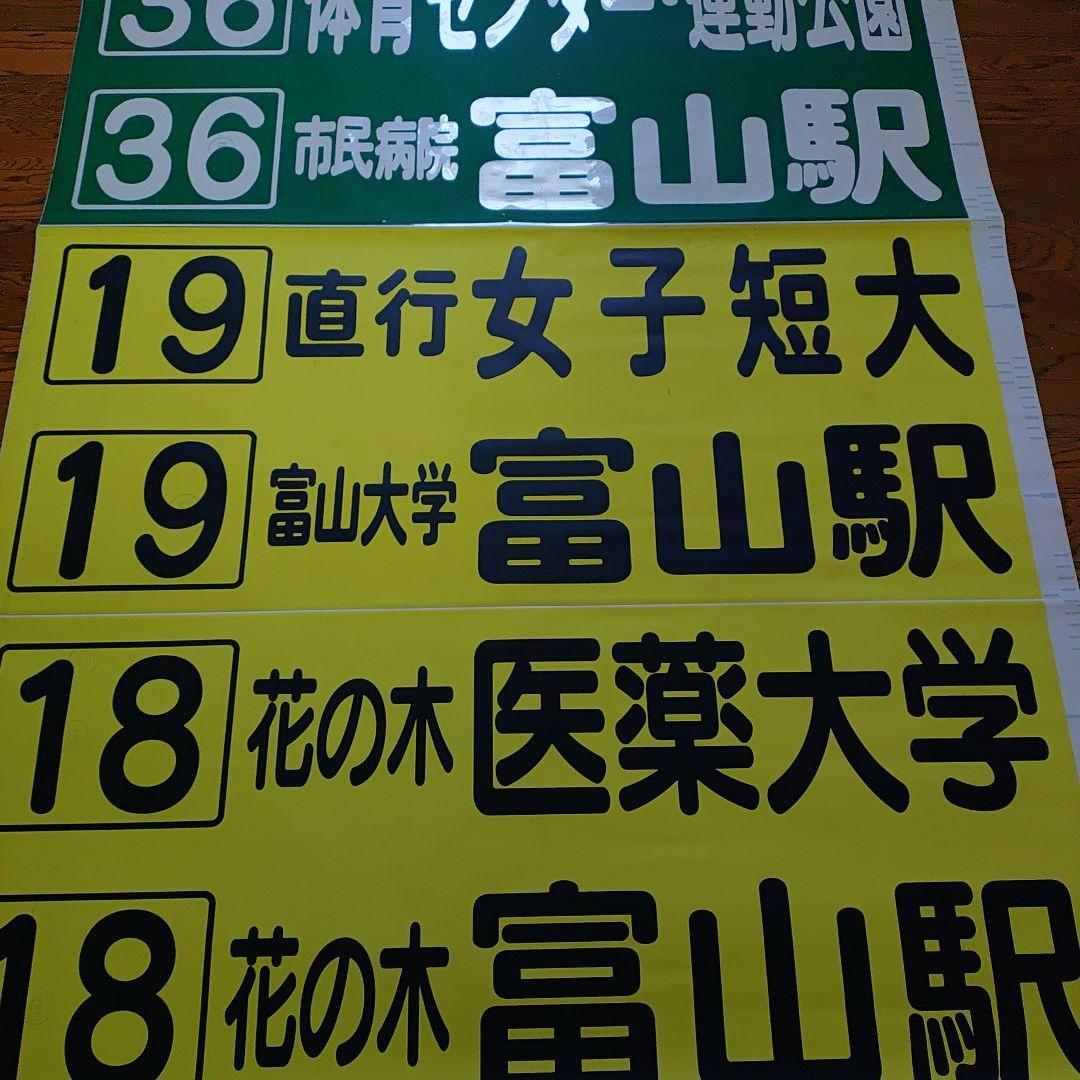 36 体育センター・運動公園
36 市民病院 富山駅
19 直行 女子短大
19 富山大学 富山駅
18 花の木 医薬大学
18 花の木 富山駅